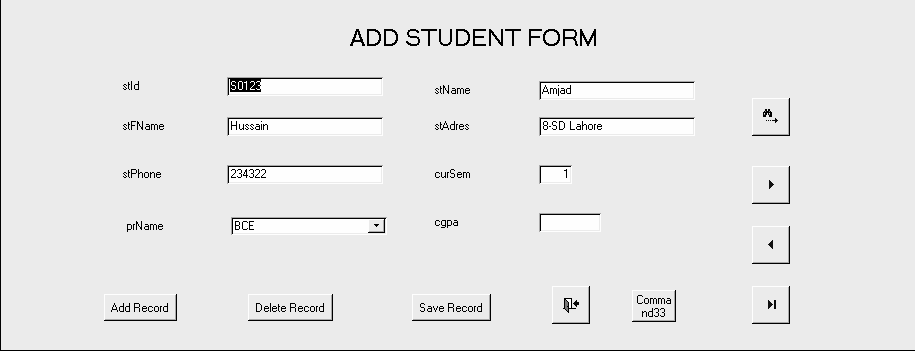 ADD STUDENT FORM
stId S0123 stName Amjad
stFName Hussain stAdres 8-SD Lahore
stPhone 234322 curSem 1
prName BCE cgpa
Add Record Delete Record Save Record Comma
nd33